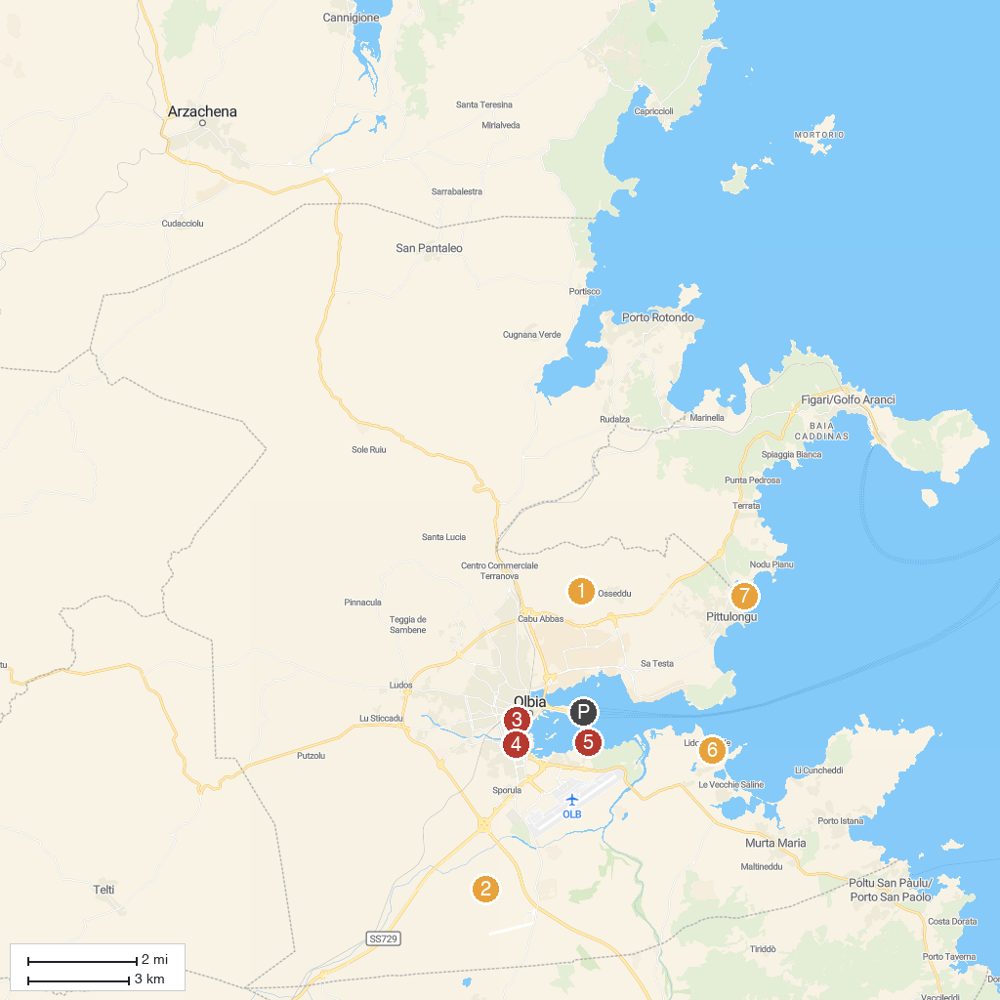 Cannigione
Santa Teresina
Arzachena
Capriccioli
Mirialveda
MORTORIO
Sarrabalestra
Cudacciolu
San Pantaleo
Portisco
Porto Rotondo
Cugnana Verde
Figari/Golfo Aranci
Rudalza
Marinella
BAIA
CADDINAS
Sole Ruiu
Spiaggia Bianca
Punta Pedrosa
Terrata
Santa Lucia
Centro Commerciale
Terranova
Nodu Pianu
1
Osseddu
7
Pinnacula
Pittulongu
Teggia de
Sambene
Cabu Abbas
tu
Sa Testa
Ludos
Olbia
P
Lu Sticcadu
3
4
5
Lido
6
Putzolu
Li Cuncheddi
Le Vecchie Saline
Sporula
OLB
Porto Istana
Murta Maria
Maltineddu
Telti
2
Poltu San Pàulu/
Porto San Paolo
Costa Dorata
SS729
Tiriddò
Porto Taverna
2 mi
3 km
Vaccileddi